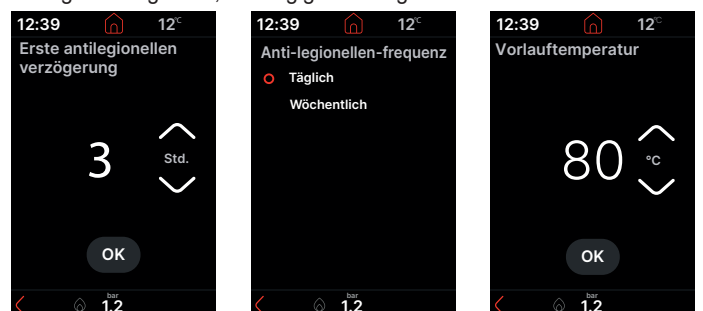 12:39 12°C
Erste antilegionellen
verzögerung
3 Std.
OK
bar
1.2
12:39 12°C
Anti-legionellen-frequenz
Täglich
Wöchentlich
bar
1.2
12:39 12°C
Vorlauftemperatur
80 °C
OK
bar
1.2